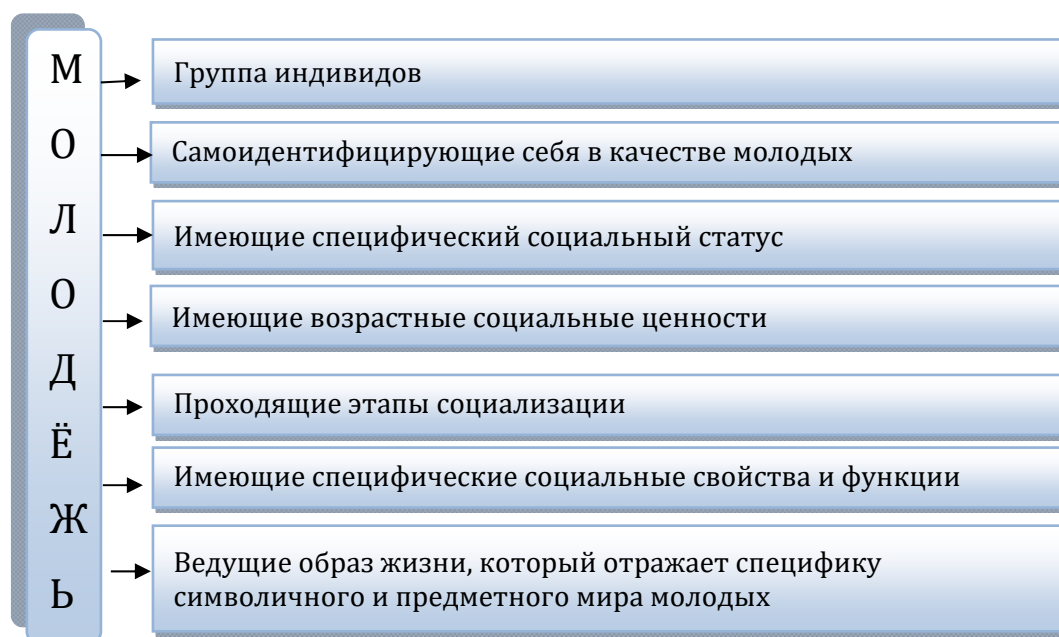 МОЛОДЁЖЬ
Группа индивидов
Самоидентифицирующие себя в качестве молодых
Имеющие специфический социальный статус
Имеющие возрастные социальные ценности
Проходящие этапы социализации
Имеющие специфические социальные свойства и функции
Ведущие образ жизни, который отражает специфику
символичного и предметного мира молодых